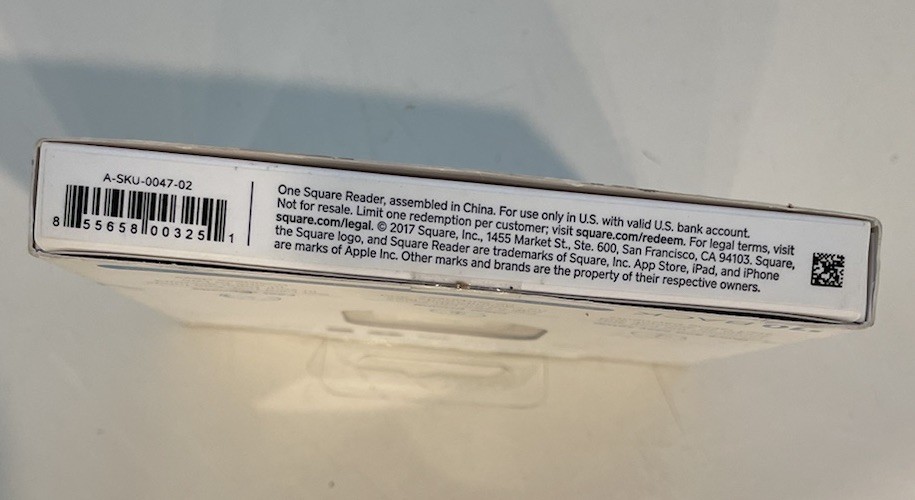 A-SKU-0047-02
8 55658 00325 1
One Square Reader, assembled in China. For use only in U.S. with valid U.S. bank account.
Not for resale. Limit one redemption per customer; visit square.com/redeem. For legal terms, visit
square.com/legal. © 2017 Square, Inc., 1455 Market St., Ste. 600, San Francisco, CA 94103. Square,
the Square logo, and Square Reader are trademarks of Square, Inc. App Store, iPad, and iPhone
are marks of Apple Inc. Other marks and brands are the property of their respective owners.